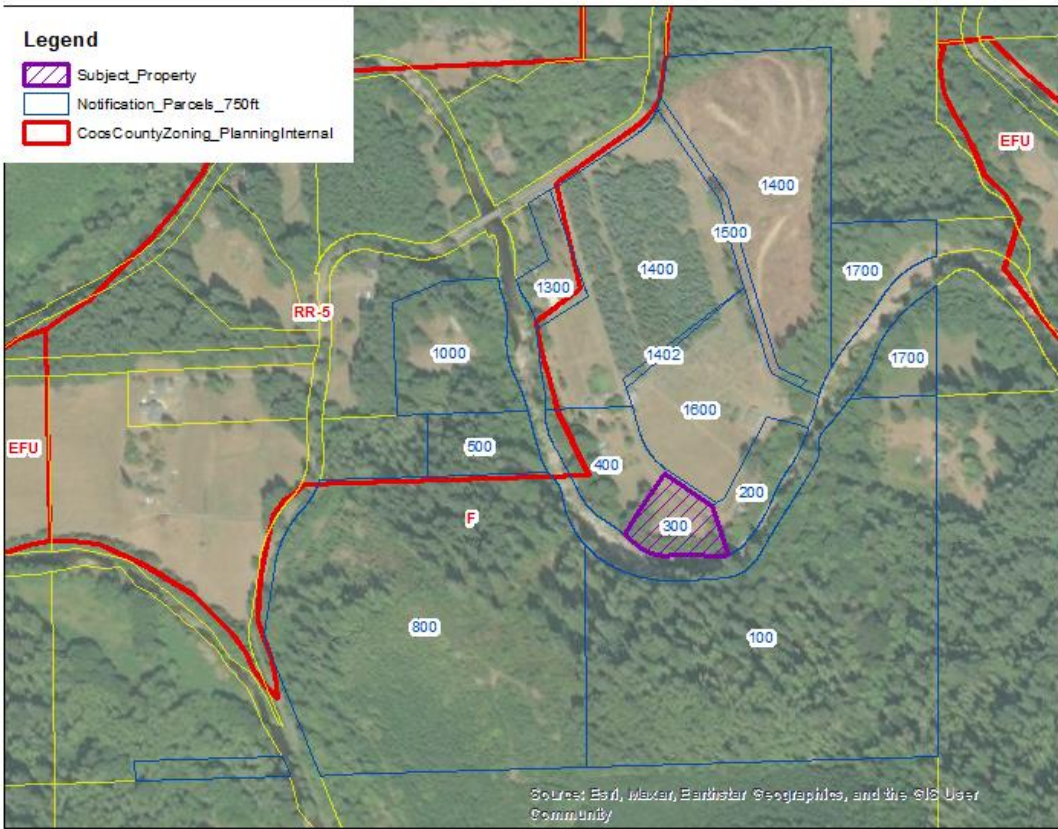 Legend
Subject_Property
Notification_Parcels_750ft
CoosCountyZoning_PlanningInternal
EFU
1400
1500
1400
1700
1300
RR-5
1000
1402
1700
1600
EFU
500
400
200
300
F
800
100
Source: Esri, Maxar, Earthstar Geographics, and the GIS User
Community